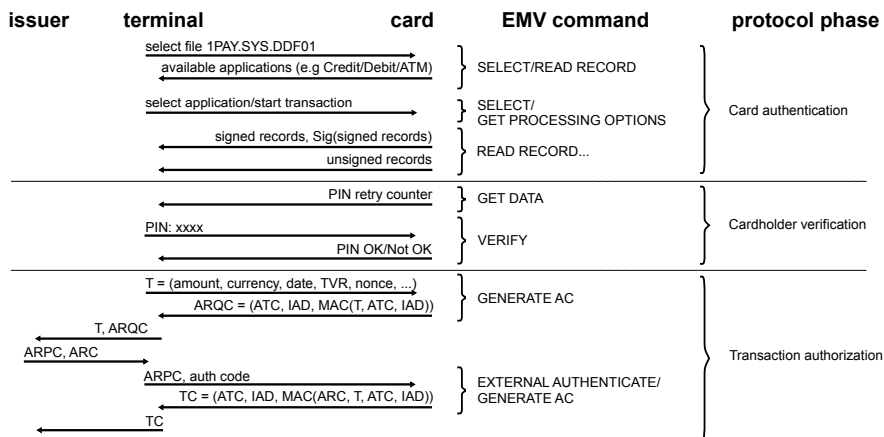 issuer terminal card EMV command protocol phase
select file 1PAY.SYS.DDF01
available applications (e.g Credit/Debit/ATM)
SELECT/READ RECORD
select application/start transaction
SELECT/
GET PROCESSING OPTIONS
Card authentication
signed records, Sig(signed records)
READ RECORD...
unsigned records
PIN retry counter
GET DATA
PIN: xxxx
Cardholder verification
VERIFY
PIN OK/Not OK
T = (amount, currency, date, TVR, nonce, ...)
GENERATE AC
ARQC = (ATC, IAD, MAC(T, ATC, IAD))
T, ARQC
ARPC, ARC
Transaction authorization
ARPC, auth code
EXTERNAL AUTHENTICATE/
GENERATE AC
TC = (ATC, IAD, MAC(ARC, T, ATC, IAD))
TC